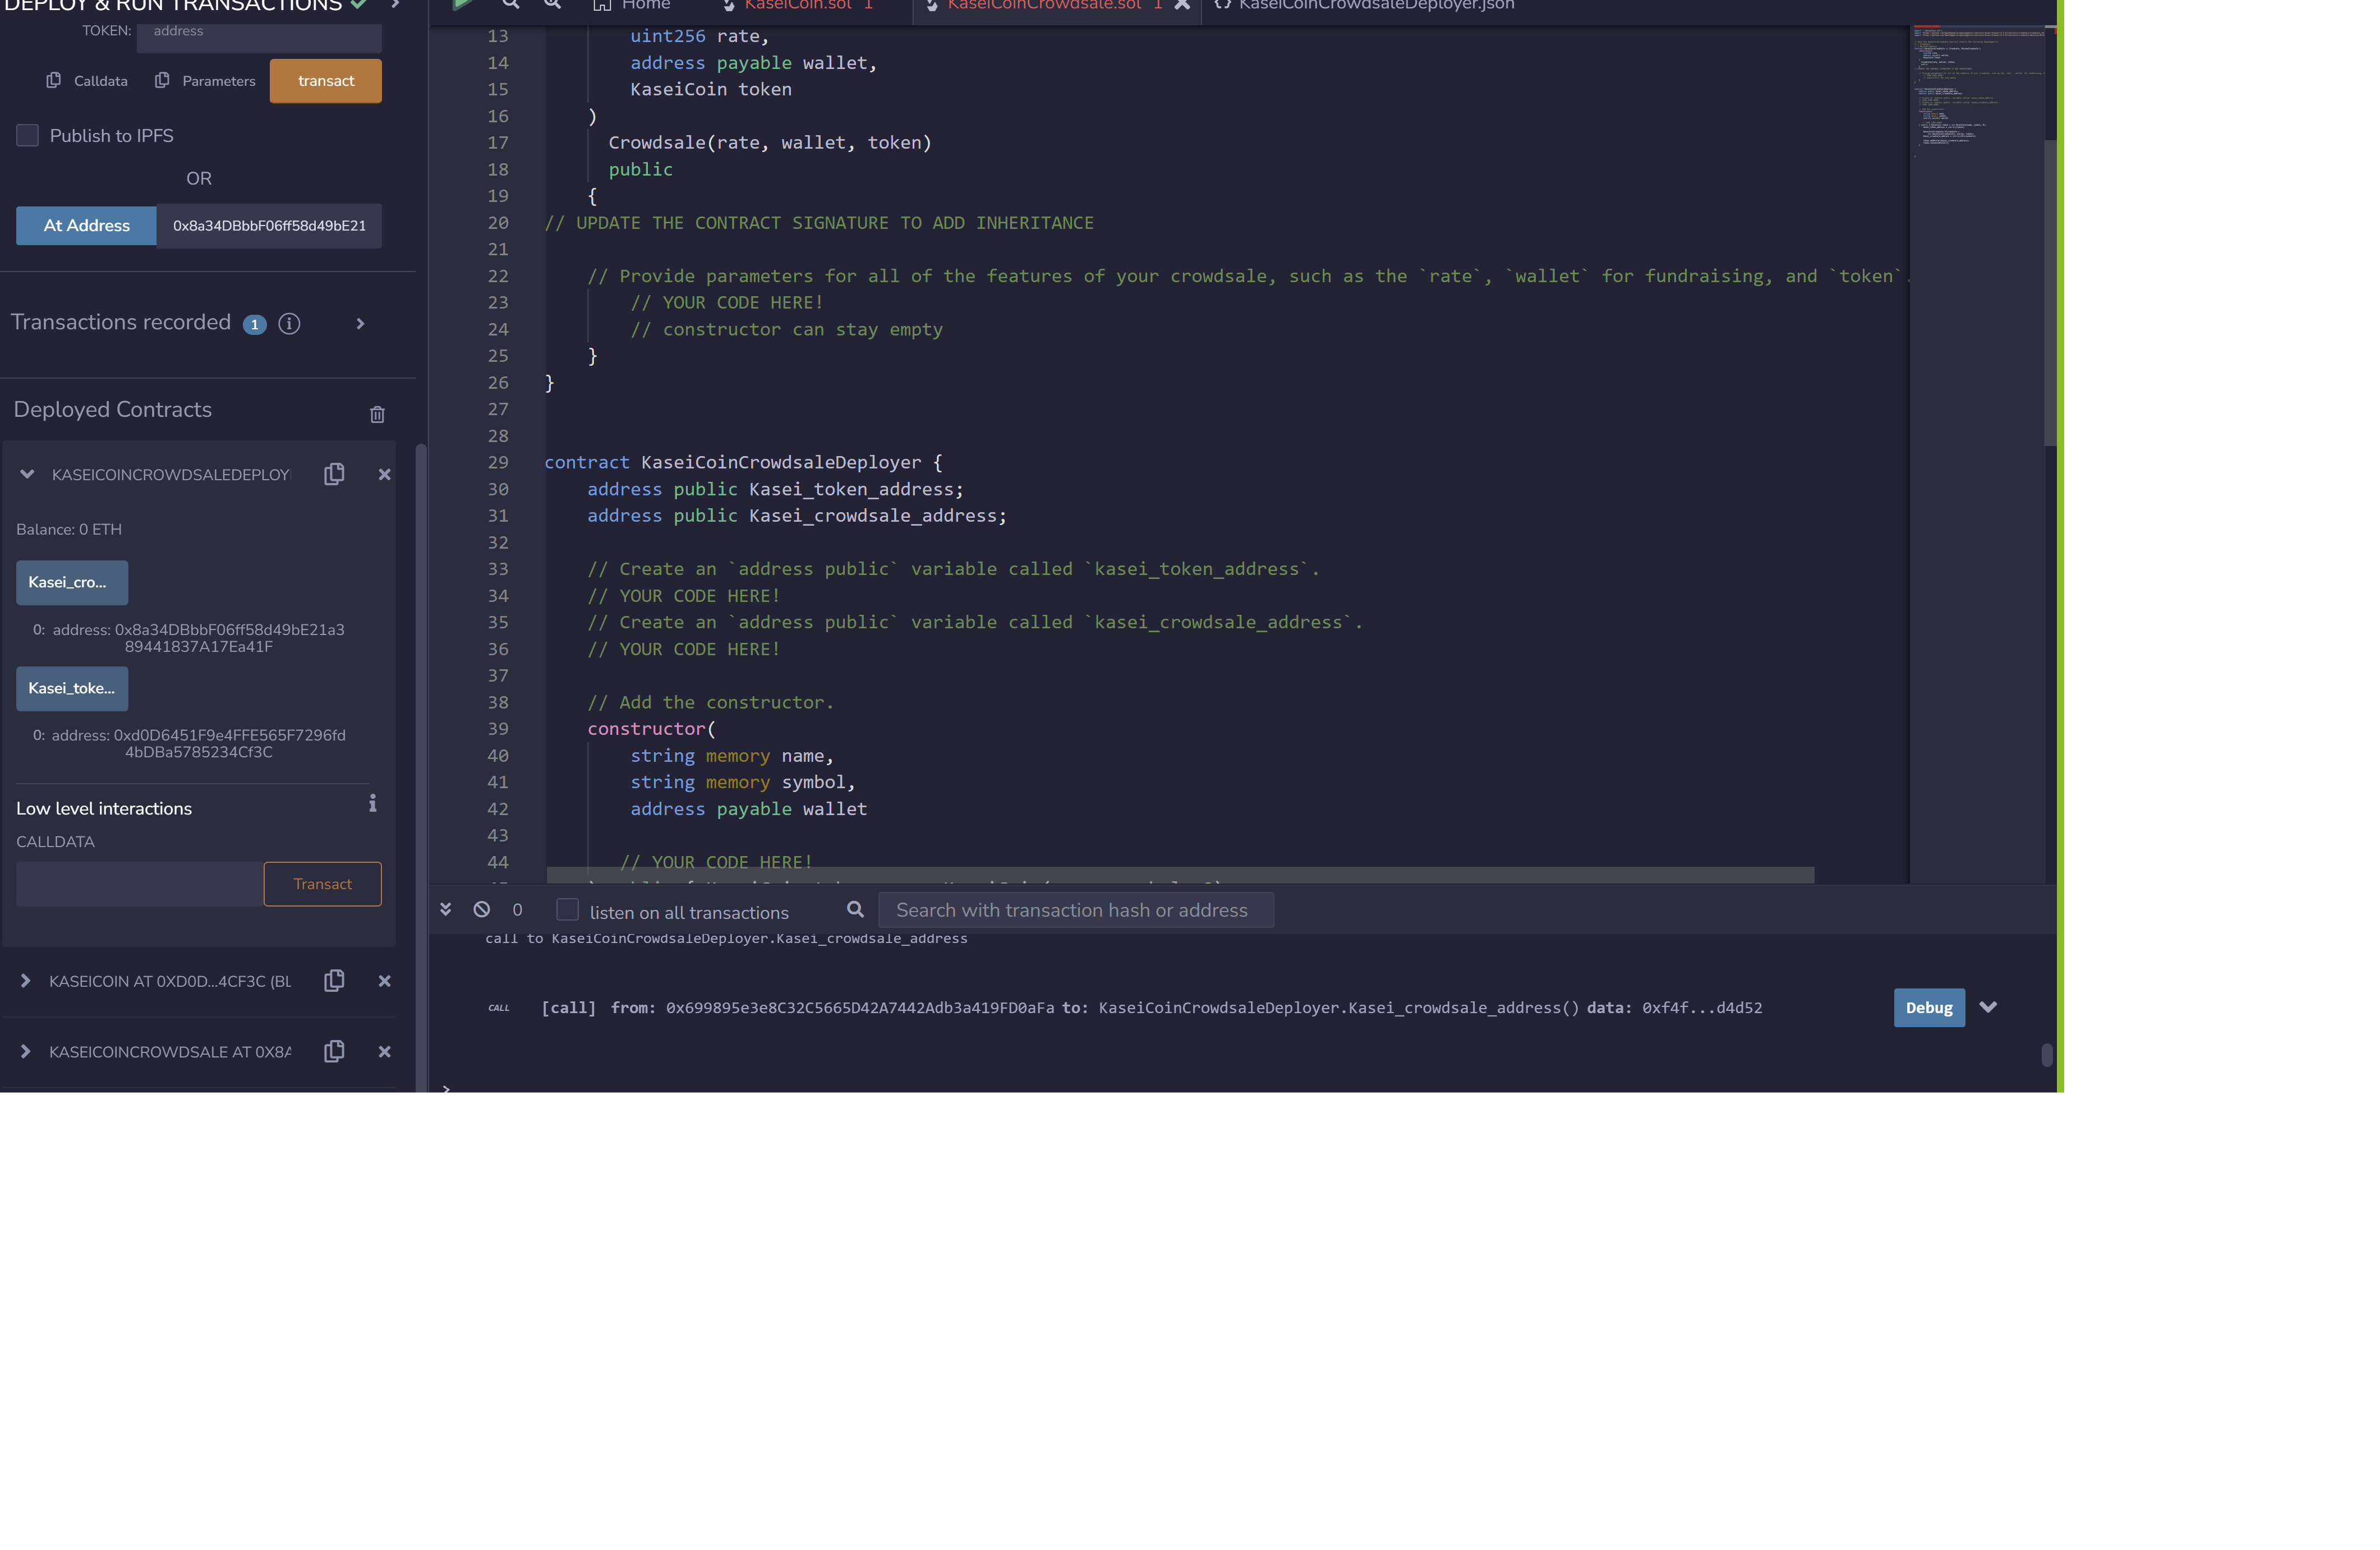 DEPLOY & RUN TRANSACTIONS
TOKEN: address
Calldata Parameters transact
Publish to IPFS
OR
At Address 0x8a34DBbbF06ff58d49bE21
Transactions recorded 1
Deployed Contracts
KASEICOINCROWDSALEDEPLOY
Balance: 0 ETH
Kasei_cro...
0: address: 0x8a34DBbbF06ff58d49bE21a3
89441837A17Ea41F
Kasei_toke...
0: address: 0xd0D6451F9e4FFE565F7296fd
4bDBa5785234Cf3C
Low level interactions
CALLDATA
Transact
KASEICOIN AT 0XD0D...4CF3C (BL
KASEICOINCROWDSALE AT 0X8A
Home KaseiCoin.sol 1 KaseiCoinCrowdsale.sol 1 {} KaseiCoinCrowdsaleDeployer.json
13 uint256 rate,
14 address payable wallet,
15 KaseiCoin token
16 )
17 Crowdsale(rate, wallet, token)
18 public
19 {
20 // UPDATE THE CONTRACT SIGNATURE TO ADD INHERITANCE
21
22 // Provide parameters for all of the features of your crowdsale, such as the `rate`, `wallet` for fundraising, and `token`.
23 // YOUR CODE HERE!
24 // constructor can stay empty
25 }
26 }
27
28
29 contract KaseiCoinCrowdsaleDeployer {
30 address public Kasei_token_address;
31 address public Kasei_crowdsale_address;
32
33 // Create an `address public` variable called `kasei_token_address`.
34 // YOUR CODE HERE!
35 // Create an `address public` variable called `kasei_crowdsale_address`.
36 // YOUR CODE HERE!
37
38 // Add the constructor.
39 constructor(
40 string memory name,
41 string memory symbol,
42 address payable wallet
43
44 // YOUR CODE HERE!
0 listen on all transactions Search with transaction hash or address
call to KaseiCoinCrowdsaleDeployer.Kasei_crowdsale_address
CALL [call] from: 0x699895e3e8C32C5665D42A7442Adb3a419FD0aFa to: KaseiCoinCrowdsaleDeployer.Kasei_crowdsale_address() data: 0xf4f...d4d52 Debug
>